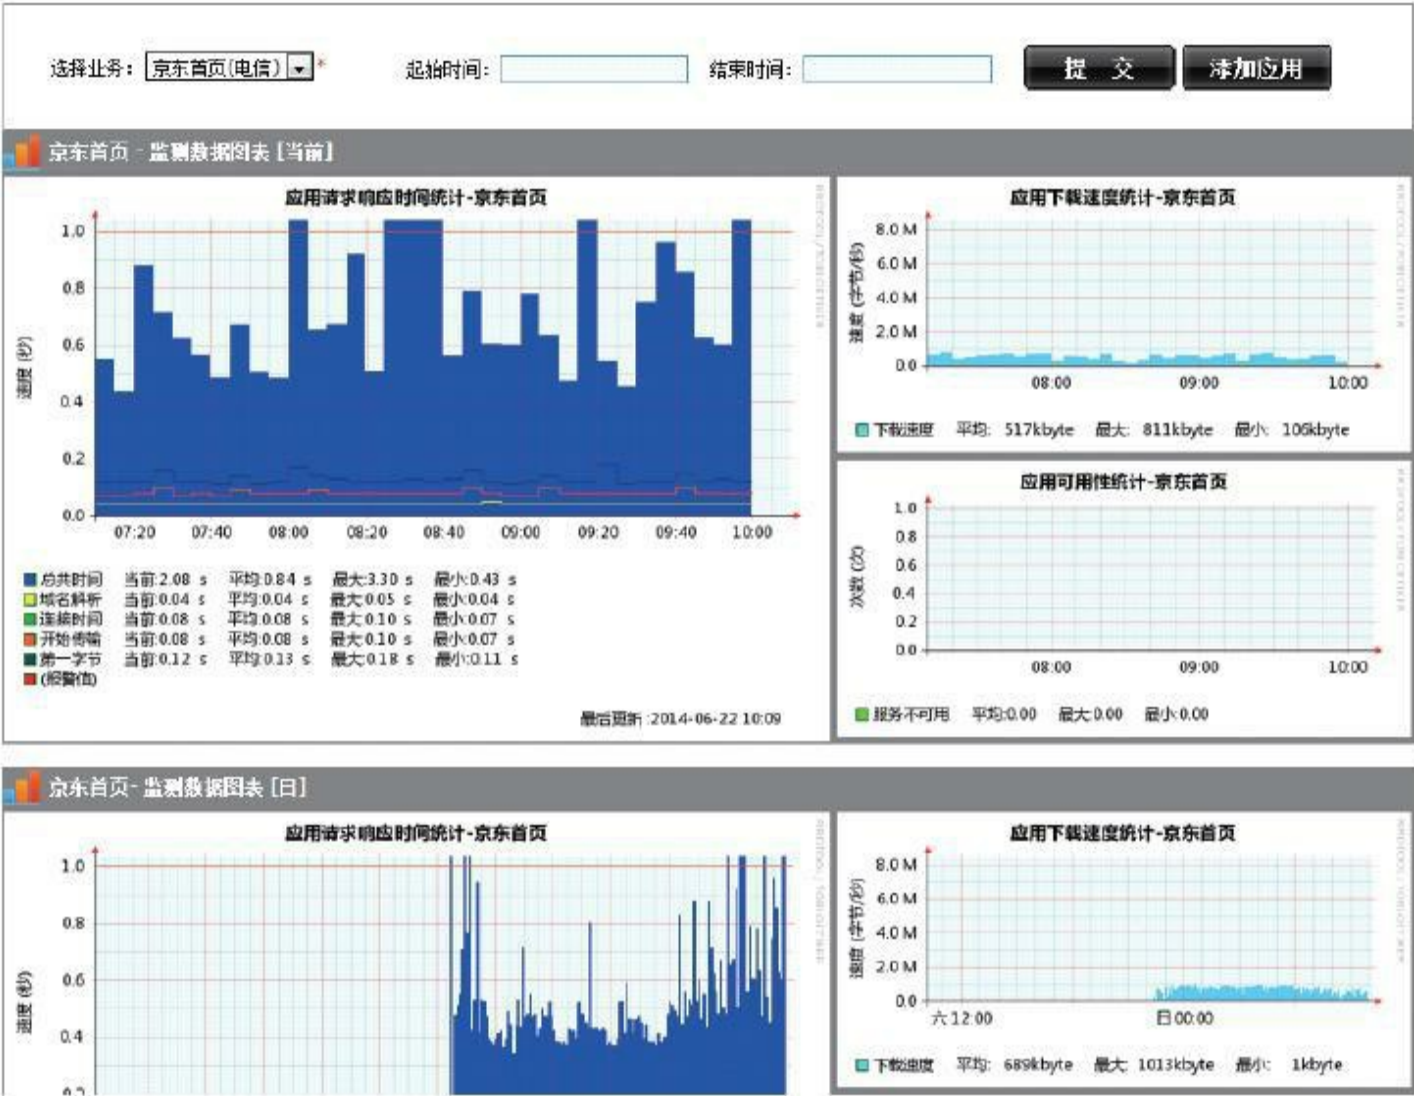 选择业务: 京东首页(电信) * 起始时间: 结束时间: 提 交 添加应用
京东首页 - 监测数据图表 [当前]
应用请求响应时间统计-京东首页
速度 (秒)
1.0
0.8
0.6
0.4
0.2
0.0
07:20 07:40 08:00 08:20 08:40 09:00 09:20 09:40 10:00
总共时间 当前:2.08 s 平均:0.84 s 最大:3.30 s 最小:0.43 s
域名解析 当前:0.04 s 平均:0.04 s 最大:0.05 s 最小:0.04 s
连接时间 当前:0.08 s 平均:0.08 s 最大:0.10 s 最小:0.07 s
开始传输 当前:0.08 s 平均:0.08 s 最大:0.10 s 最小:0.07 s
第一字节 当前:0.12 s 平均:0.13 s 最大:0.18 s 最小:0.11 s
(报警值)
最后更新 :2014-06-22 10:09
应用下载速度统计-京东首页
速度 (字节/秒)
8.0 M
6.0 M
4.0 M
2.0 M
0.0
08:00 09:00 10:00
下载速度 平均: 517kbyte 最大: 811kbyte 最小: 106kbyte
应用可用性统计-京东首页
次数 (次)
1.0
0.8
0.6
0.4
0.2
0.0
08:00 09:00 10:00
服务不可用 平均:0.00 最大:0.00 最小:0.00
京东首页- 监测数据图表 [日]
应用请求响应时间统计-京东首页
速度 (秒)
1.0
0.8
0.6
0.4
应用下载速度统计-京东首页
速度 (字节/秒)
8.0 M
6.0 M
4.0 M
2.0 M
0.0
六 12:00 日 00:00
下载速度 平均: 689kbyte 最大: 1013kbyte 最小: 1kbyte